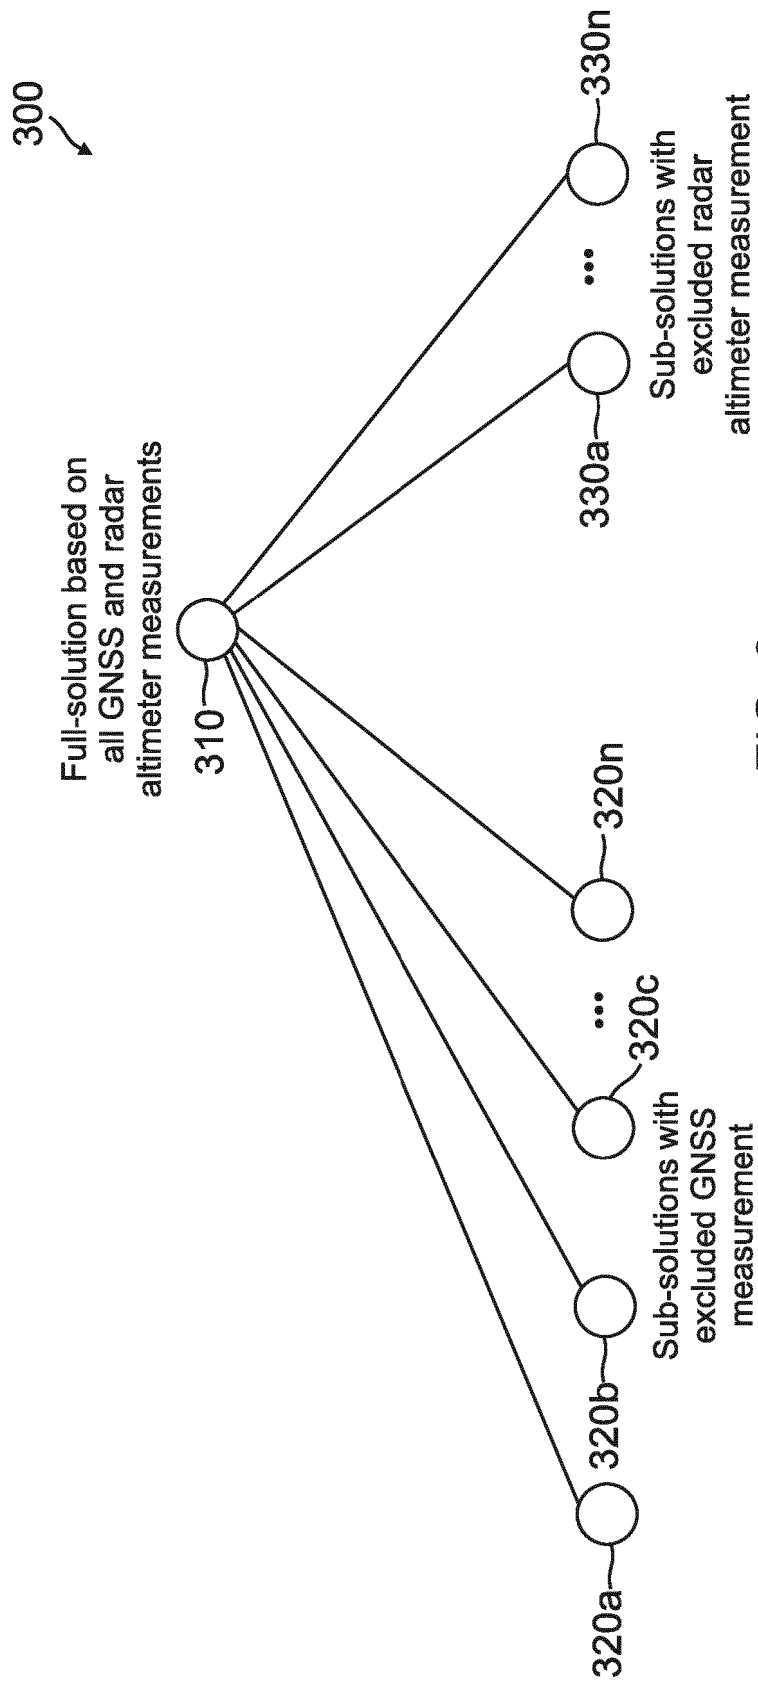 300
Full-solution based on
all GNSS and radar
altimeter measurements
310
320a
320b
320c
...
320n
330a
...
330n
Sub-solutions with
excluded GNSS
measurement
Sub-solutions with
excluded radar
altimeter measurement